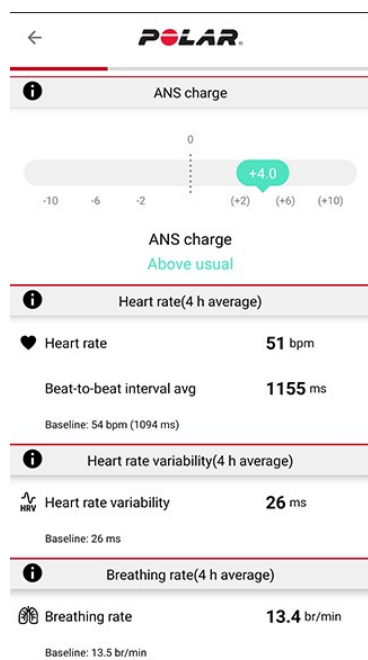 POLAR.
ANS charge
0
+4.0
-10 -6 -2 (+2) (+6) (+10)
ANS charge
Above usual
Heart rate(4 h average)
Heart rate 51 bpm
Beat-to-beat interval avg 1155 ms
Baseline: 54 bpm (1094 ms)
Heart rate variability(4 h average)
HRV Heart rate variability 26 ms
Baseline: 26 ms
Breathing rate(4 h average)
Breathing rate 13.4 br/min
Baseline: 13.5 br/min